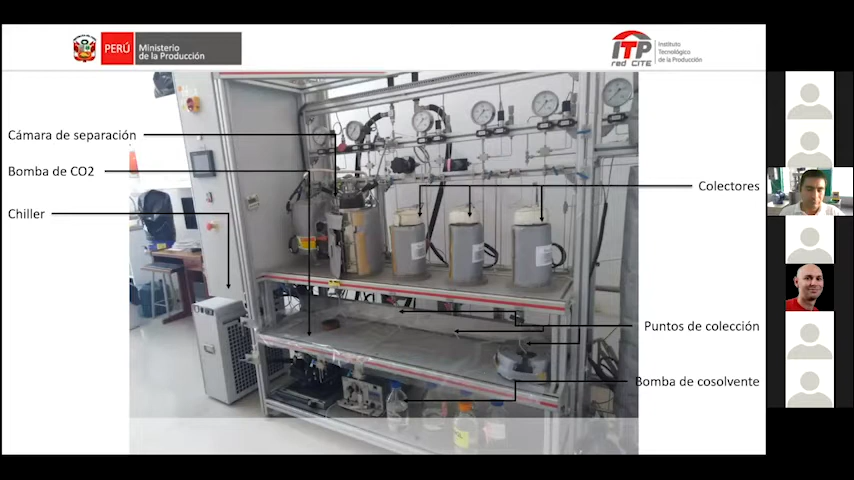 PERÚ
Ministerio
de la Producción
ITP
red CITE
Instituto
Tecnológico
de la Producción
Cámara de separación
Bomba de CO2
Chiller
Colectores
Puntos de colección
Bomba de cosolvente